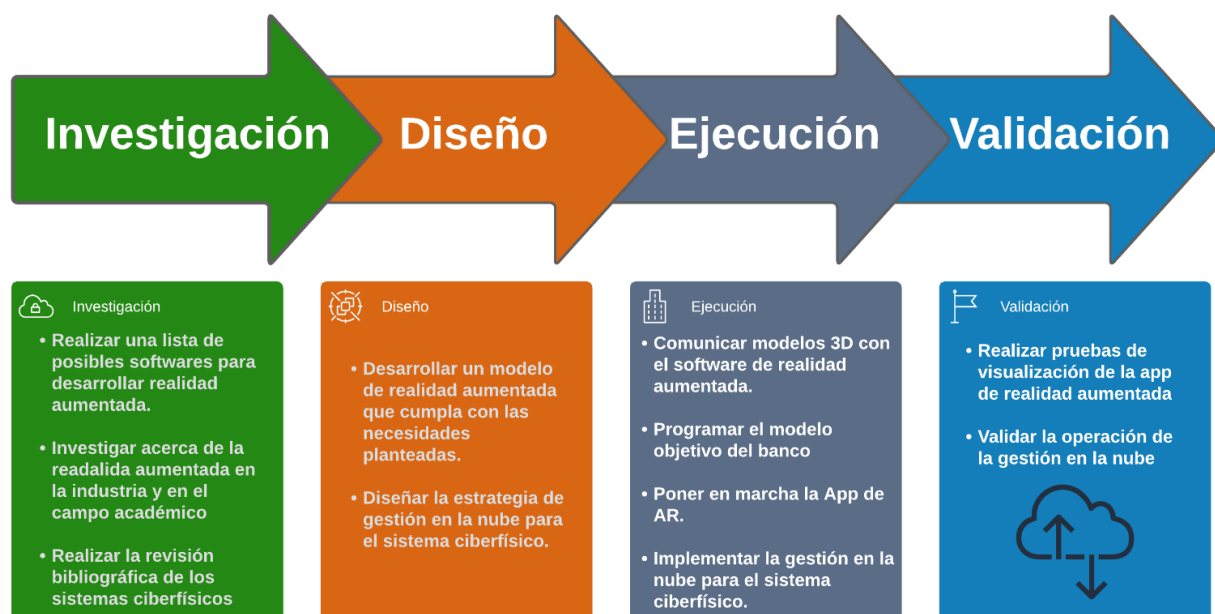 Investigación
Diseño
Ejecución
Validación
Investigación
• Realizar una lista de
posibles softwares para
desarrollar realidad
aumentada.
• Investigar acerca de la
readalida aumentada en
la industria y en el
campo académico
• Realizar la revisión
bibliográfica de los
sistemas ciberfísicos
Diseño
• Desarrollar un modelo
de realidad aumentada
que cumpla con las
necesidades
planteadas.
• Diseñar la estrategia de
gestión en la nube para
el sistema ciberfísico.
Ejecución
• Comunicar modelos 3D con
el software de realidad
aumentada.
• Programar el modelo
objetivo del banco
• Poner en marcha la App de
AR.
• Implementar la gestión en la
nube para el sistema
ciberfísico.
Validación
• Realizar pruebas de
visualización de la app
de realidad aumentada
• Validar la operación de
la gestión en la nube